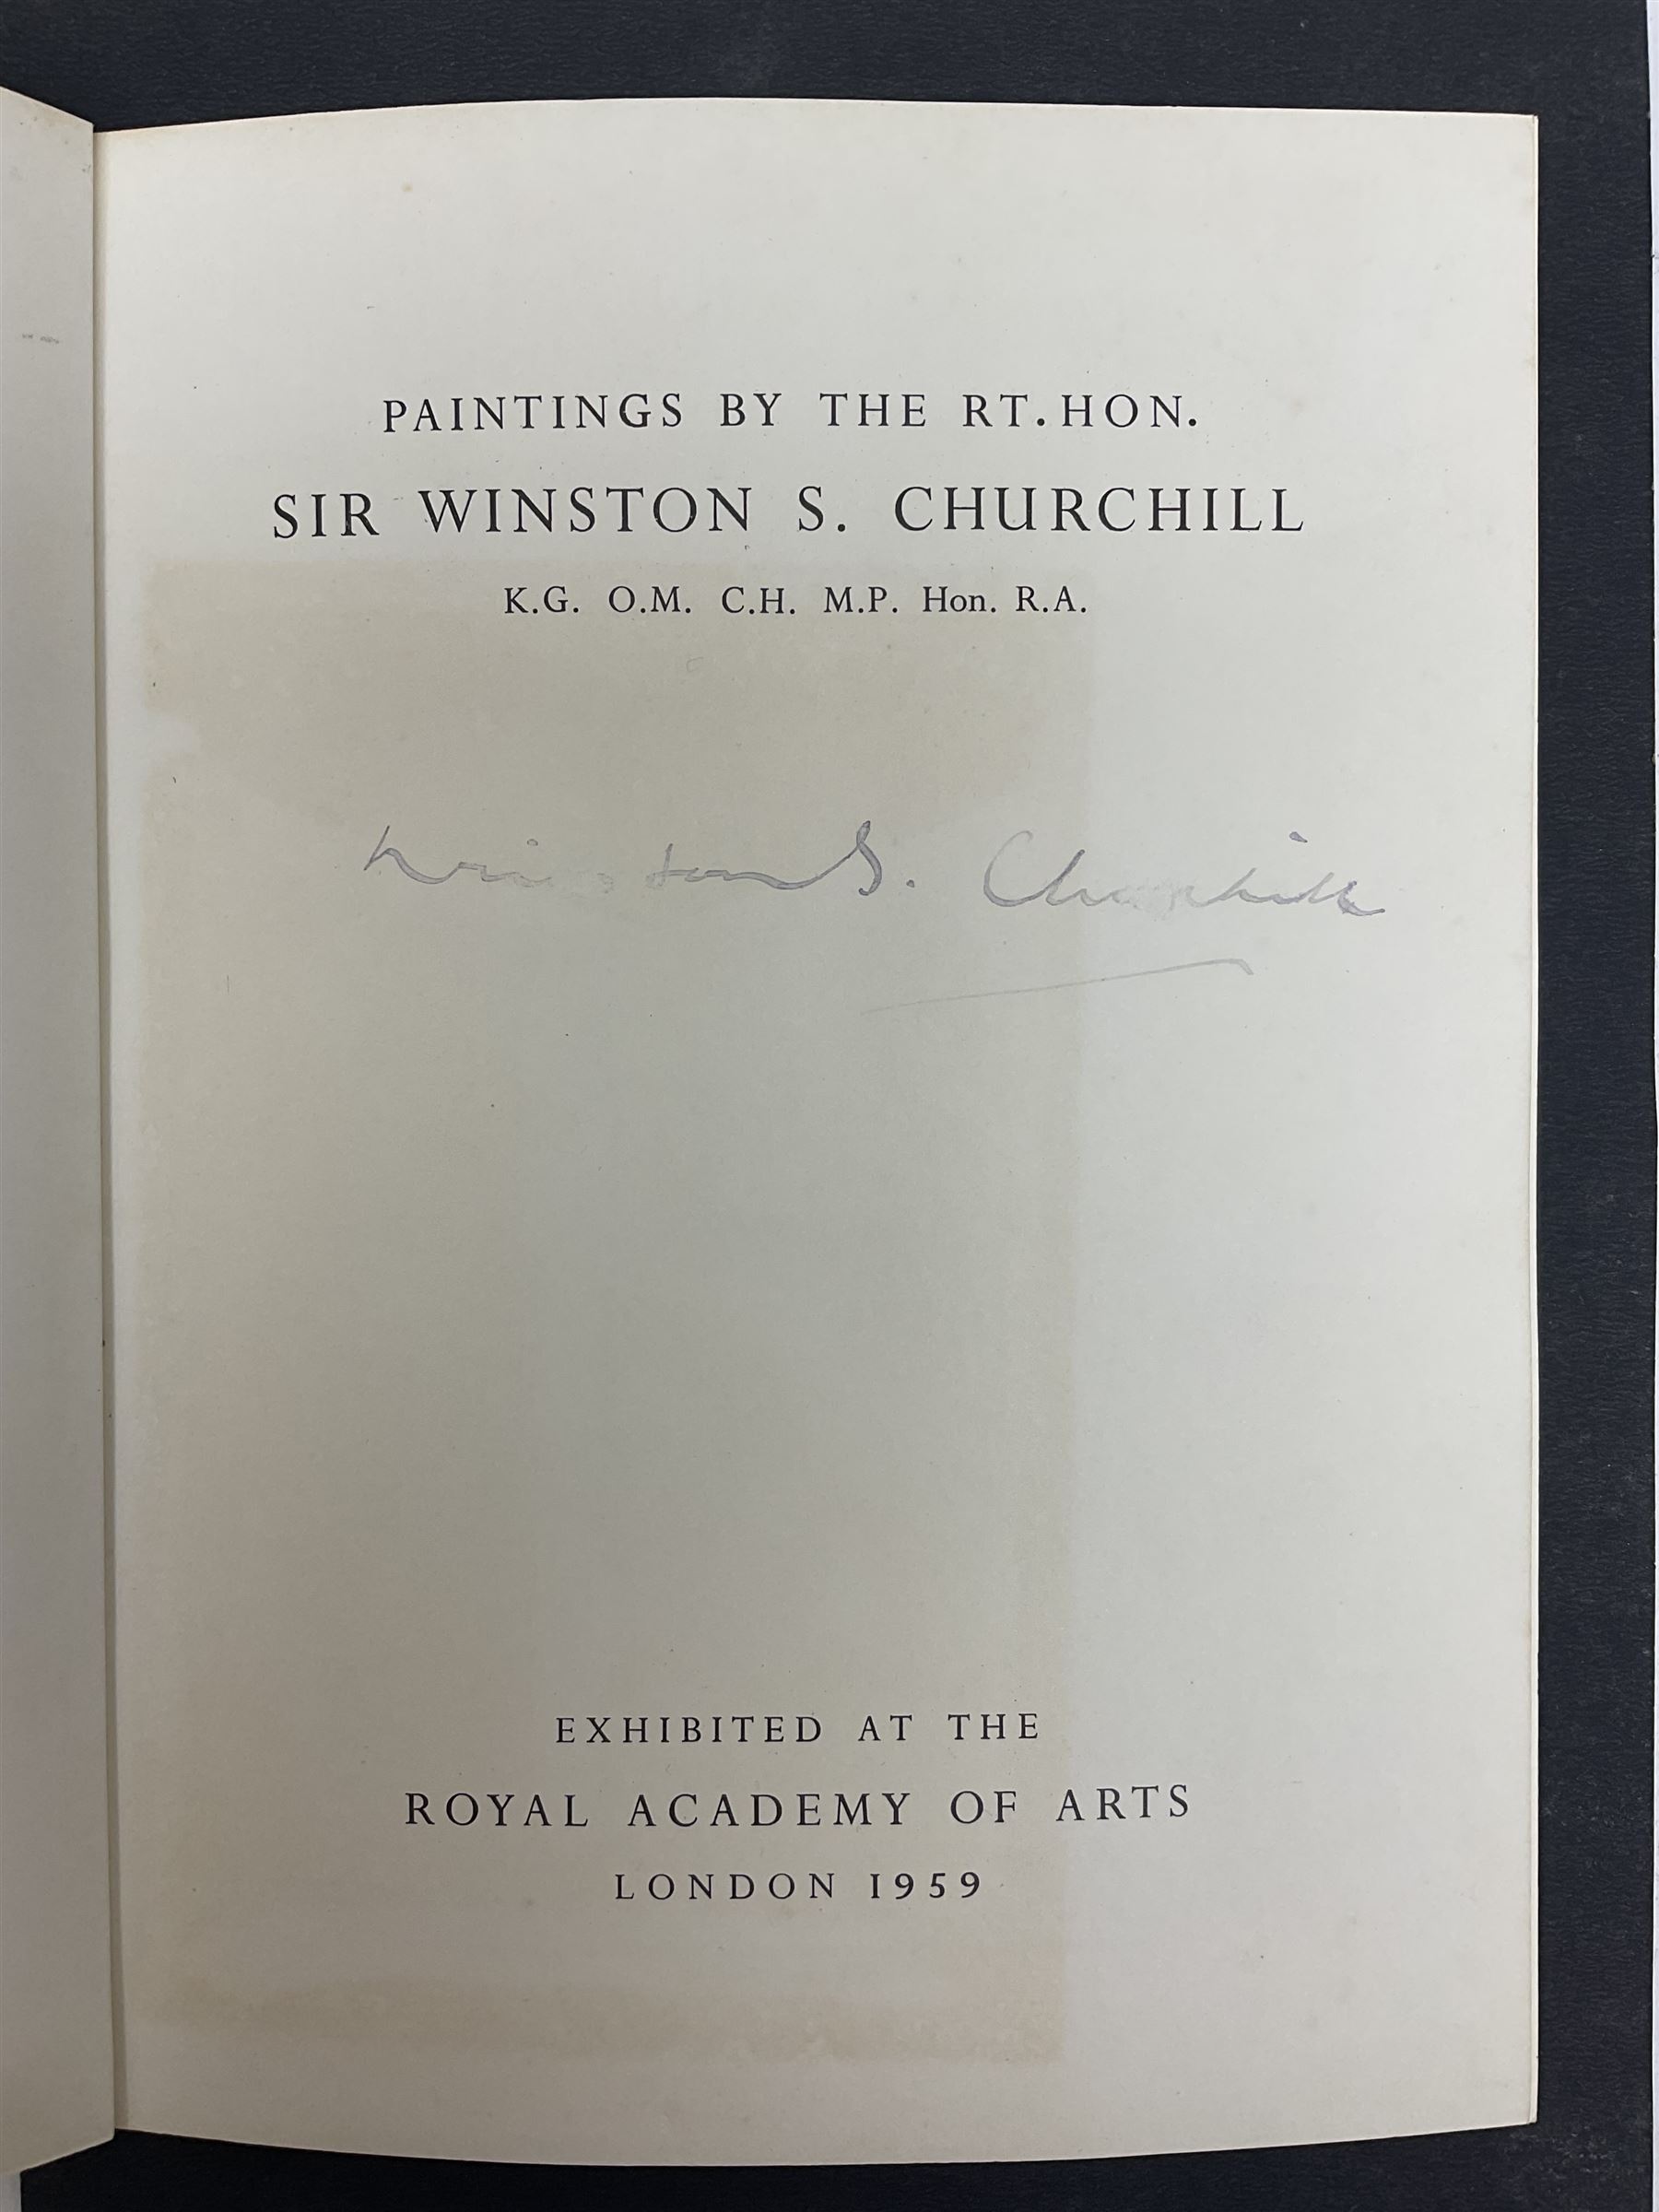 PAINTINGS BY THE RT. HON.
SIR WINSTON S. CHURCHILL
K.G. O.M. C.H. M.P. Hon. R.A.
Winston S. Churchill
EXHIBITED AT THE
ROYAL ACADEMY OF ARTS
LONDON 1959